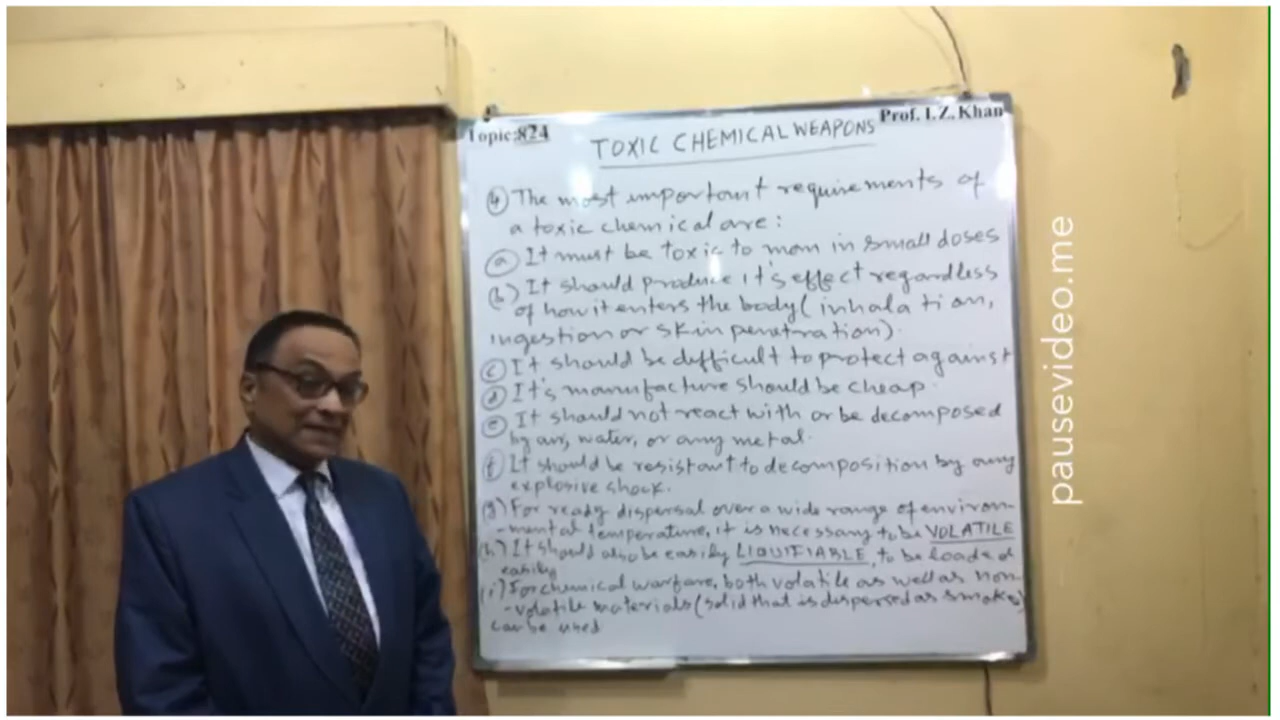 Topic:824
Prof. I.Z. Khan
TOXIC CHEMICAL WEAPONS
④ The most important requirements of
a toxic chemical are:
ⓐ It must be toxic to man in small doses
(b) It should produce it's effect regardless
of how it enters the body (inhalation,
ingestion or skin penetration).
ⓒ It should be difficult to protect against
ⓓ It's manufacture should be cheap.
ⓔ It should not react with or be decomposed
by air, water, or any metal.
ⓕ It should be resistant to decomposition by any
explosive shock.
(g) For ready dispersal over a wide range of environ-
-mental temperature, it is necessary to be VOLATILE
(h) It should also be easily LIQUIFIABLE, to be loaded
easily
(i) For chemical warfare, both volatile as well as non-
-volatile materials (solid that is dispersed as smoke)
can be used
pausevideo.me